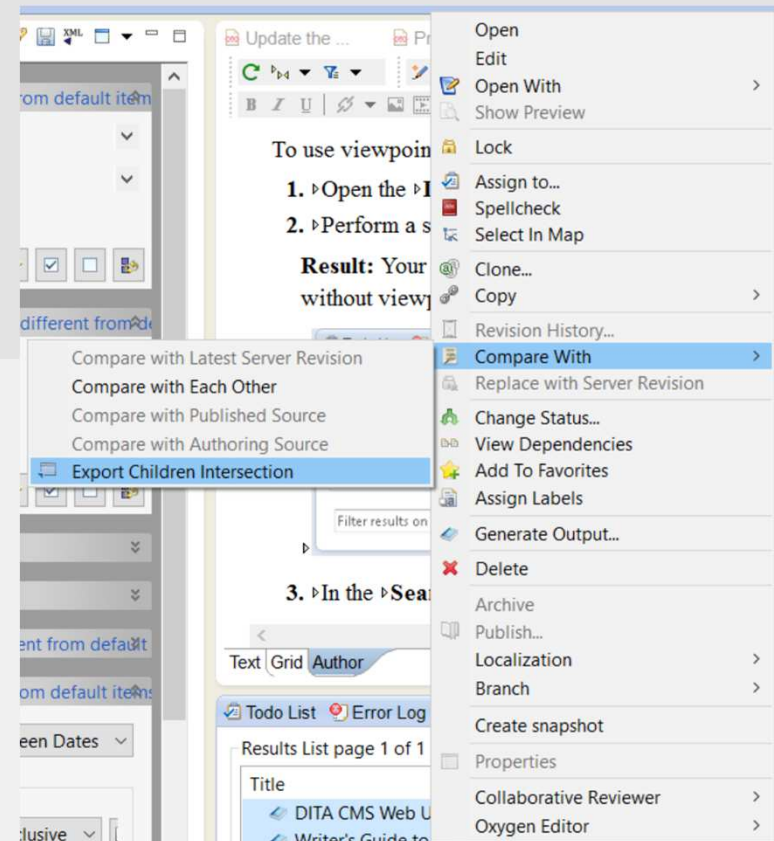 XML
om default item
different from de
ent from default
om default items
een Dates
lusive
Update the ...
Pr
B I U
To use viewpoin
1. Open the I
2. Perform a s
Result: Your
without viewp
Filter results on
3. In the Sea
Text Grid Author
Todo List Error Log
Results List page 1 of 1
Title
DITA CMS Web U
Writer's Guide to
Compare with Latest Server Revision
Compare with Each Other
Compare with Published Source
Compare with Authoring Source
Export Children Intersection
Open
Edit
Open With
Show Preview
Lock
Assign to...
Spellcheck
Select In Map
Clone...
Copy
Revision History...
Compare With
Replace with Server Revision
Change Status...
View Dependencies
Add To Favorites
Assign Labels
Generate Output...
Delete
Archive
Publish...
Localization
Branch
Create snapshot
Properties
Collaborative Reviewer
Oxygen Editor